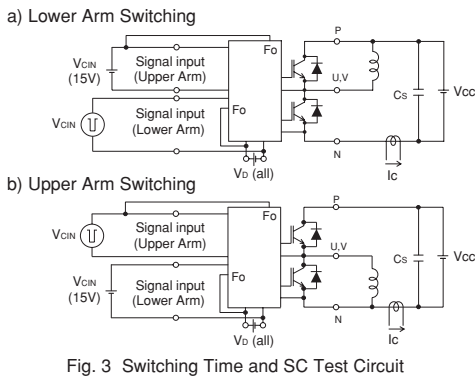 a) Lower Arm Switching
P
Fo
VCIN
(15V)
Signal input
(Upper Arm)
U,V
CS
VCC
Signal input
(Lower Arm)
Fo
VCIN
N
VD (all)
Ic
b) Upper Arm Switching
P
Fo
VCIN
Signal input
(Upper Arm)
U,V
CS
VCC
VCIN
(15V)
Signal input
(Lower Arm)
Fo
N
VD (all)
Ic
Fig. 3 Switching Time and SC Test Circuit